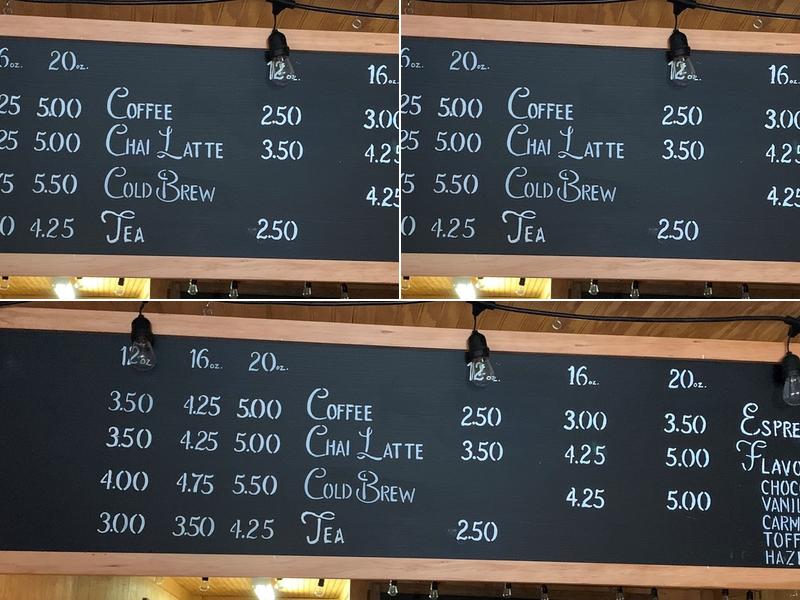 6oz. 20oz. 12oz. 16oz.
25 5.00 COFFEE 2.50 3.00
25 5.00 CHAI LATTE 3.50 4.25
75 5.50 COLD BREW 4.25
0 4.25 TEA 2.50
6oz. 20oz. 12oz. 16oz.
25 5.00 COFFEE 2.50 3.00
25 5.00 CHAI LATTE 3.50 4.25
5 5.50 COLD BREW 4.25
0 4.25 TEA 2.50
12oz. 16oz. 20oz. 12oz. 16oz. 20oz.
3.50 4.25 5.00 COFFEE 2.50 3.00 3.50 ESPRE
3.50 4.25 5.00 CHAI LATTE 3.50 4.25 5.00 FLAVO
4.00 4.75 5.50 COLD BREW 4.25 5.00 CHOC
VANIL
3.00 3.50 4.25 TEA 2.50 CARM
TOFF
HAZE